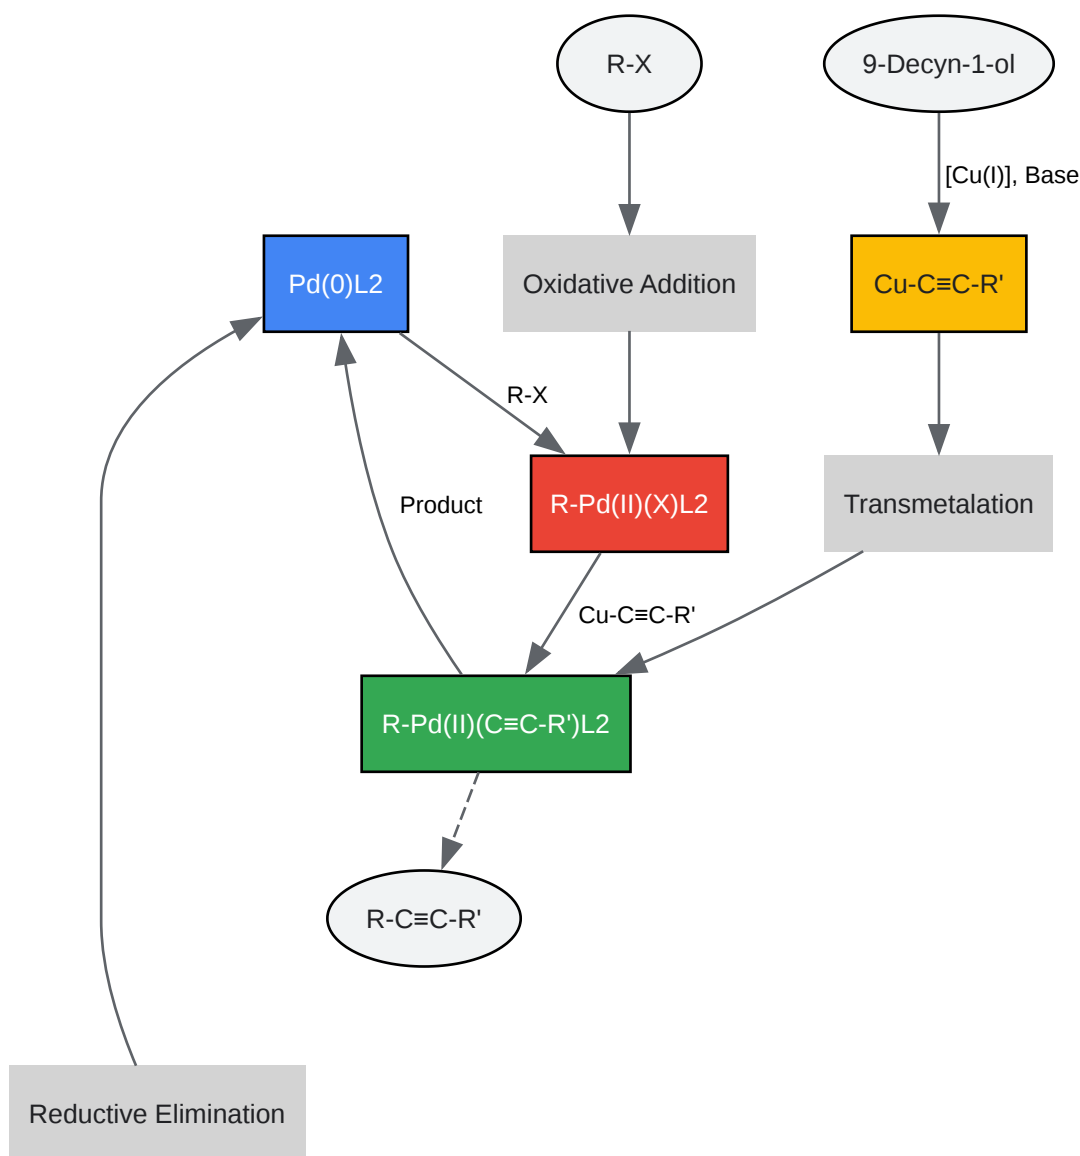 R-X
9-Decyn-1-ol
[Cu(I)], Base
Pd(0)L2
Oxidative Addition
Cu-C≡C-R'
R-X
Product
R-Pd(II)(X)L2
Transmetalation
Cu-C≡C-R'
R-Pd(II)(C≡C-R')L2
R-C≡C-R'
Reductive Elimination